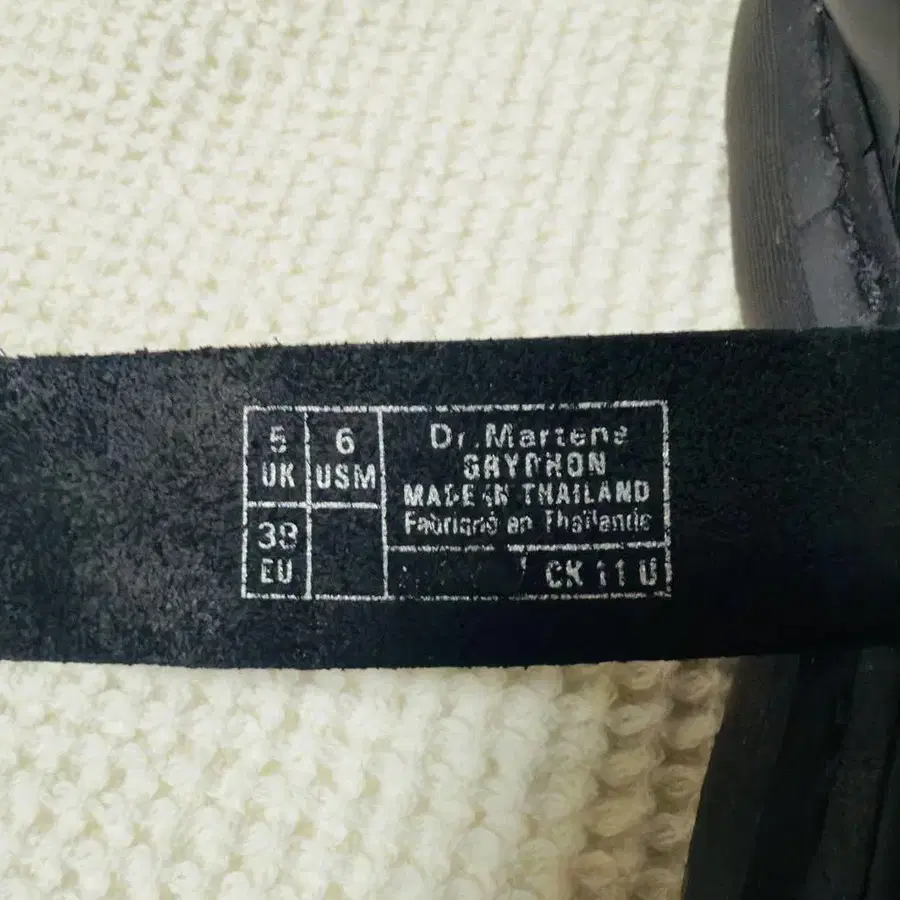 5
UK
6
USM
38
EU
Dr.Martens
GRYPHON
MADE IN THAILAND
Fabriqué en Thaïlande
CK 11 U